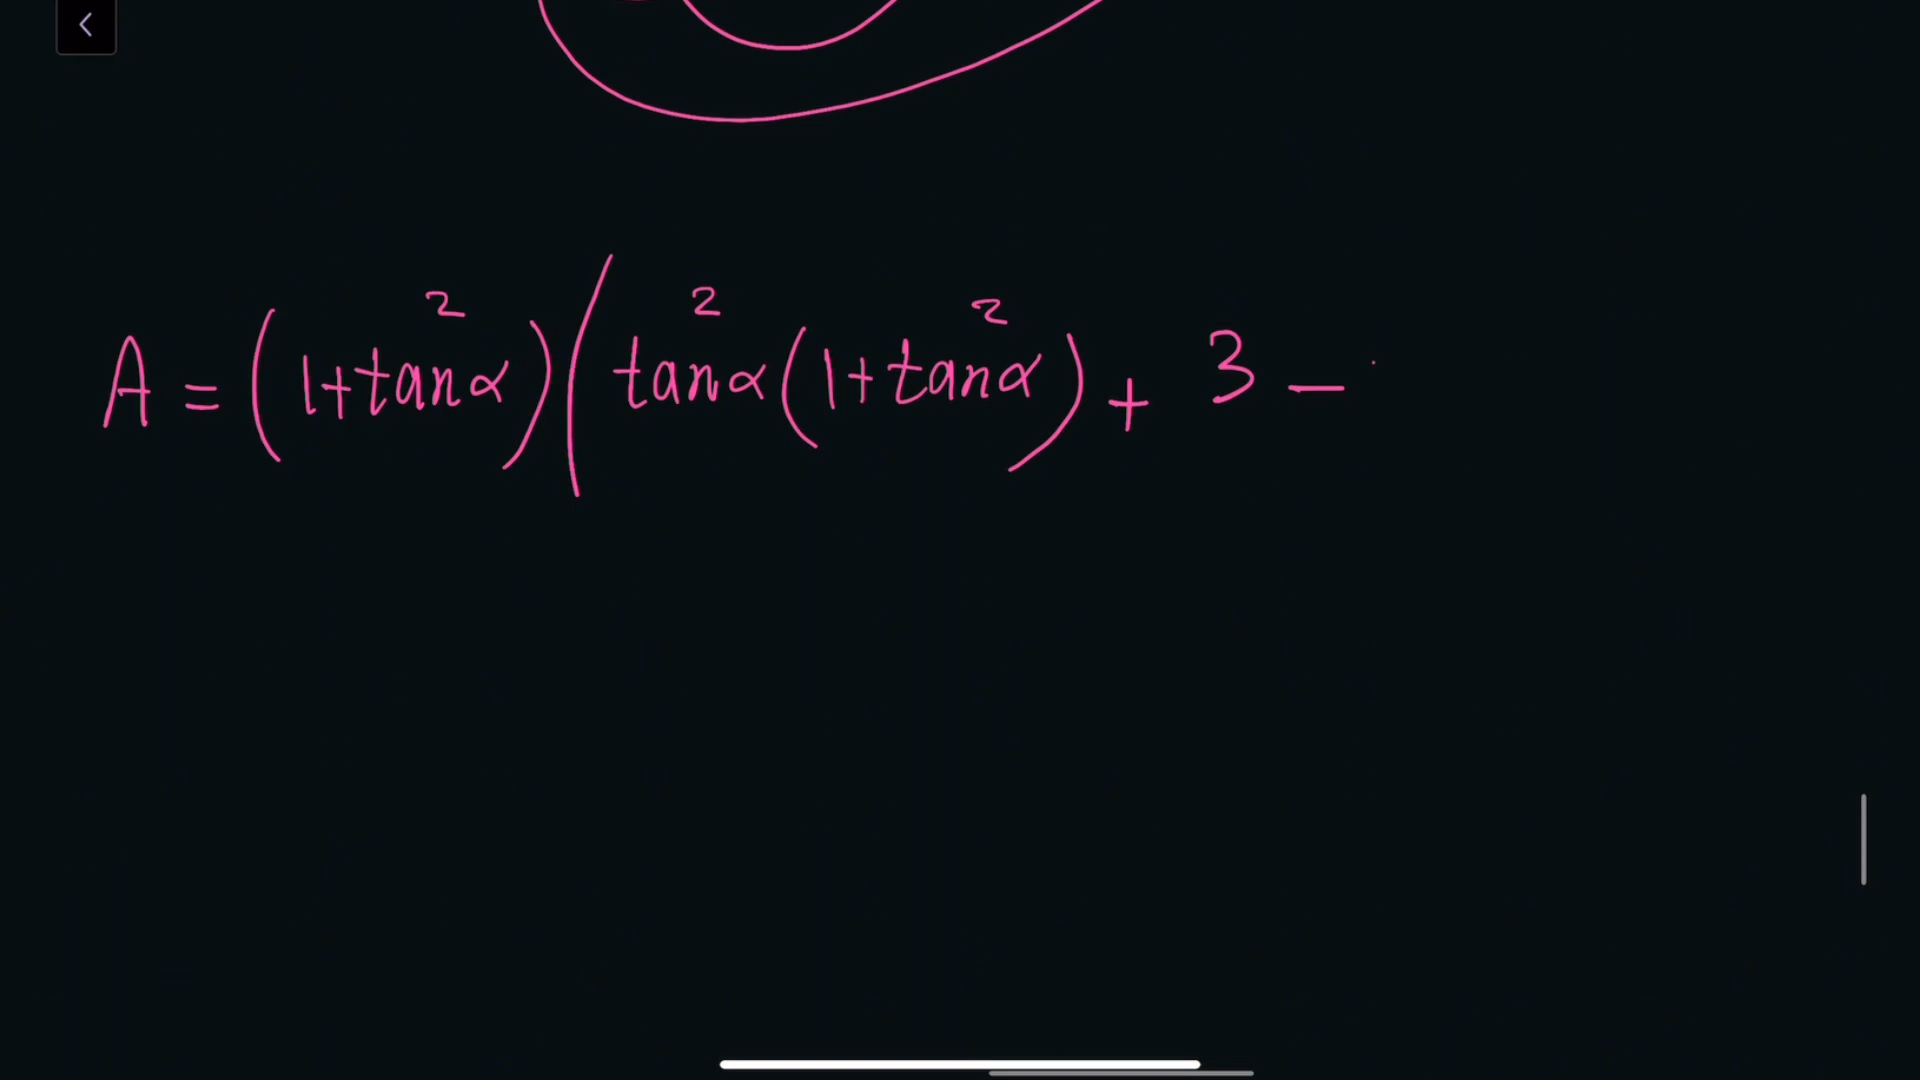 A = (1+tan²α)(tan²α(1+tan²α) + 3 −